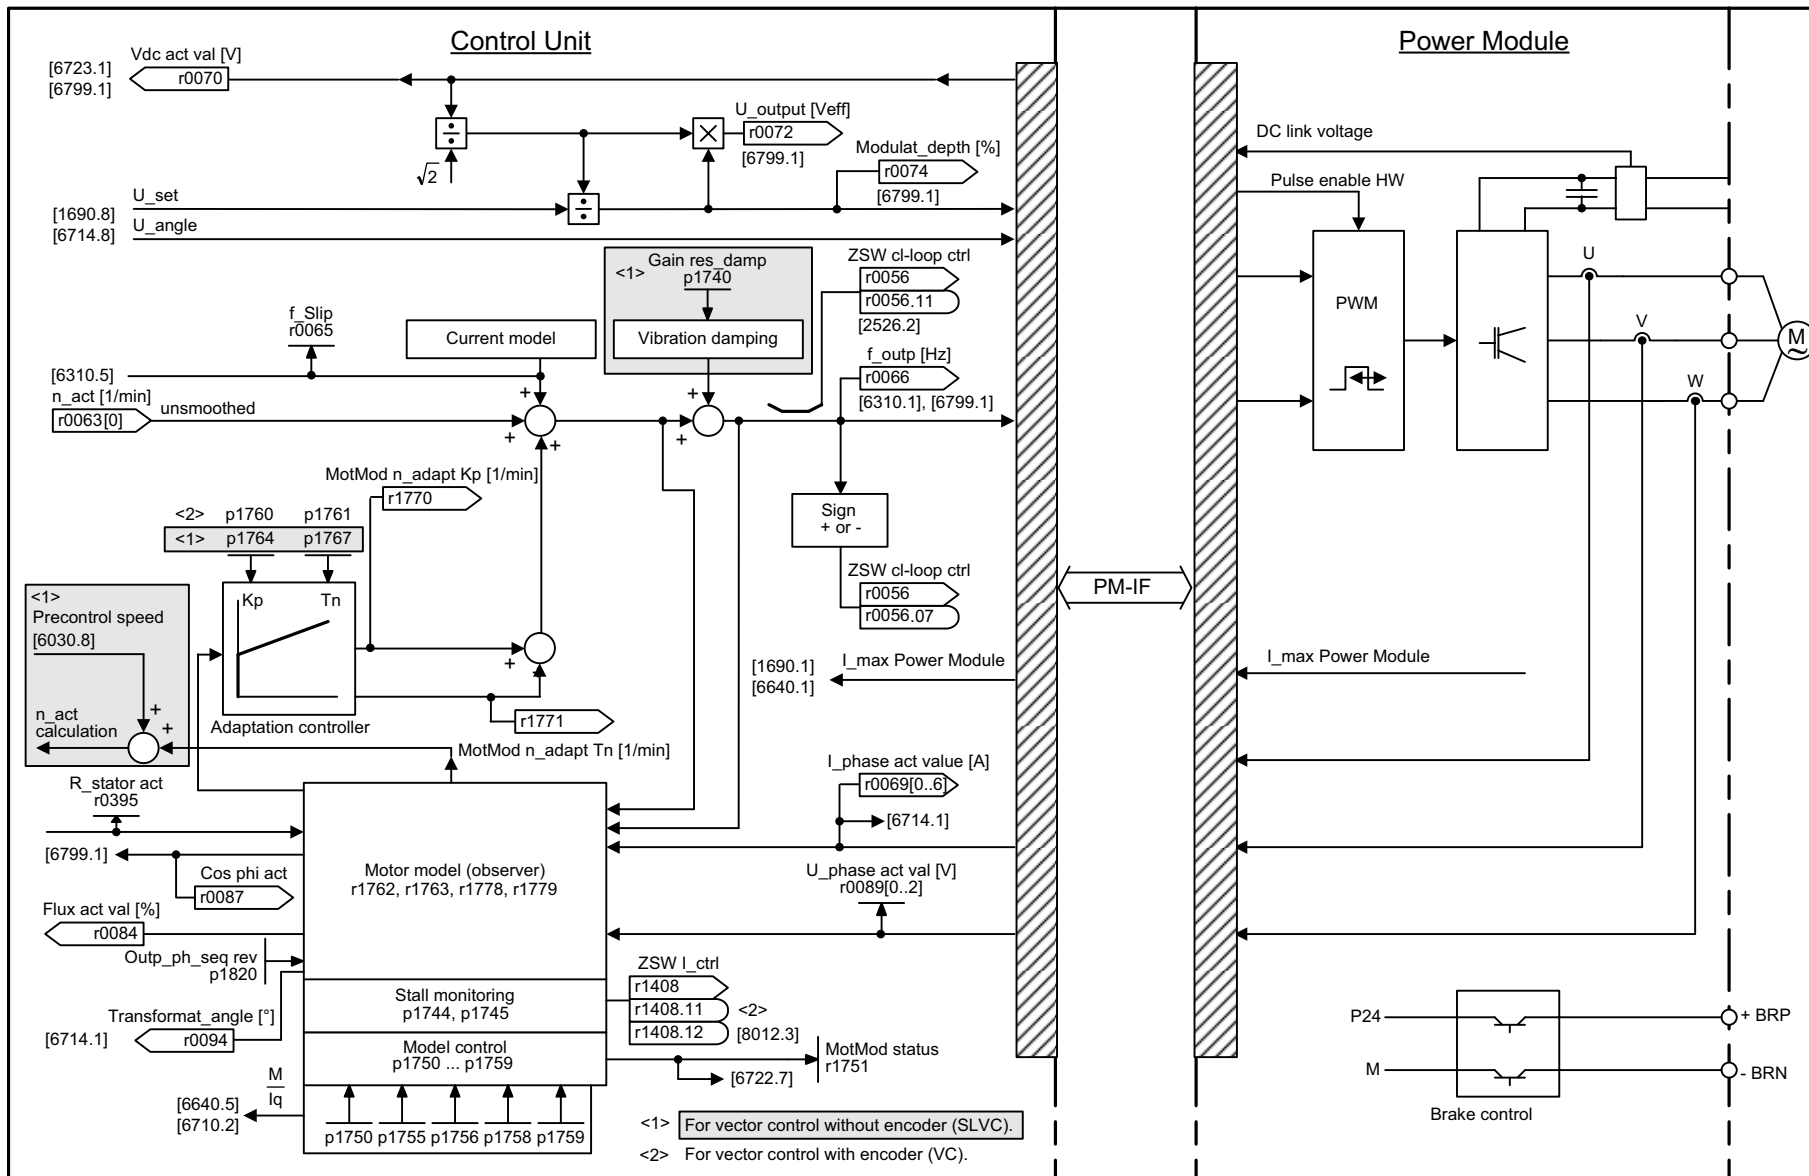 Control Unit
Power Module
Vdc act val [V]
[6723.1]
[6799.1]
r0070
U_output [Veff]
r0072
[6799.1]
√2
Modulat_depth [%]
r0074
[6799.1]
U_set
[1690.8]
[6714.8]
U_angle
DC link voltage
Pulse enable HW
PWM
U
V
W
M
~
<1>
Gain res_damp
p1740
Vibration damping
ZSW cl-loop ctrl
r0056
r0056.11
[2526.2]
f_Slip
r0065
Current model
f_outp [Hz]
r0066
[6310.1], [6799.1]
[6310.5]
n_act [1/min]
r0063[0]
unsmoothed
+
+
+
+
+
MotMod n_adapt Kp [1/min]
r1770
Sign
+ or -
<2> p1760 p1761
<1> p1764 p1767
Kp Tn
ZSW cl-loop ctrl
r0056
r0056.07
PM-IF
<1>
Precontrol speed
[6030.8]
+
-
[1690.1]
[6640.1]
I_max Power Module
I_max Power Module
+
+
n_act
calculation
Adaptation controller
r1771
MotMod n_adapt Tn [1/min]
R_stator act
r0395
I_phase act value [A]
r0069[0..6]
[6714.1]
[6799.1]
Cos phi act
r0087
Motor model (observer)
r1762, r1763, r1778, r1779
U_phase act val [V]
r0089[0..2]
Flux act val [%]
r0084
Outp_ph_seq rev
p1820
Stall monitoring
p1744, p1745
ZSW I_ctrl
r1408
r1408.11
r1408.12
<2>
[8012.3]
Transformat_angle [°]
[6714.1]
r0094
Model control
p1750 ... p1759
MotMod status
r1751
[6722.7]
M
Iq
[6640.5]
[6710.2]
p1750 p1755 p1756 p1758 p1759
<1> For vector control without encoder (SLVC).
<2> For vector control with encoder (VC).
P24
+ BRP
M
- BRN
Brake control